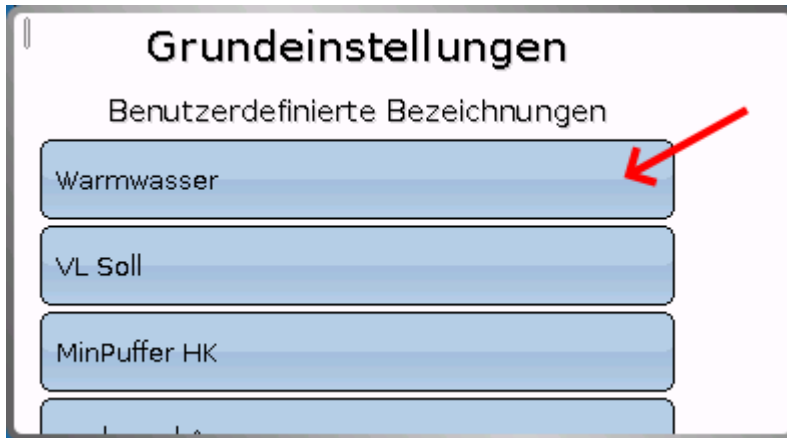 Grundeinstellungen
Benutzerdefinierte Bezeichnungen
Warmwasser
VL Soll
MinPuffer HK